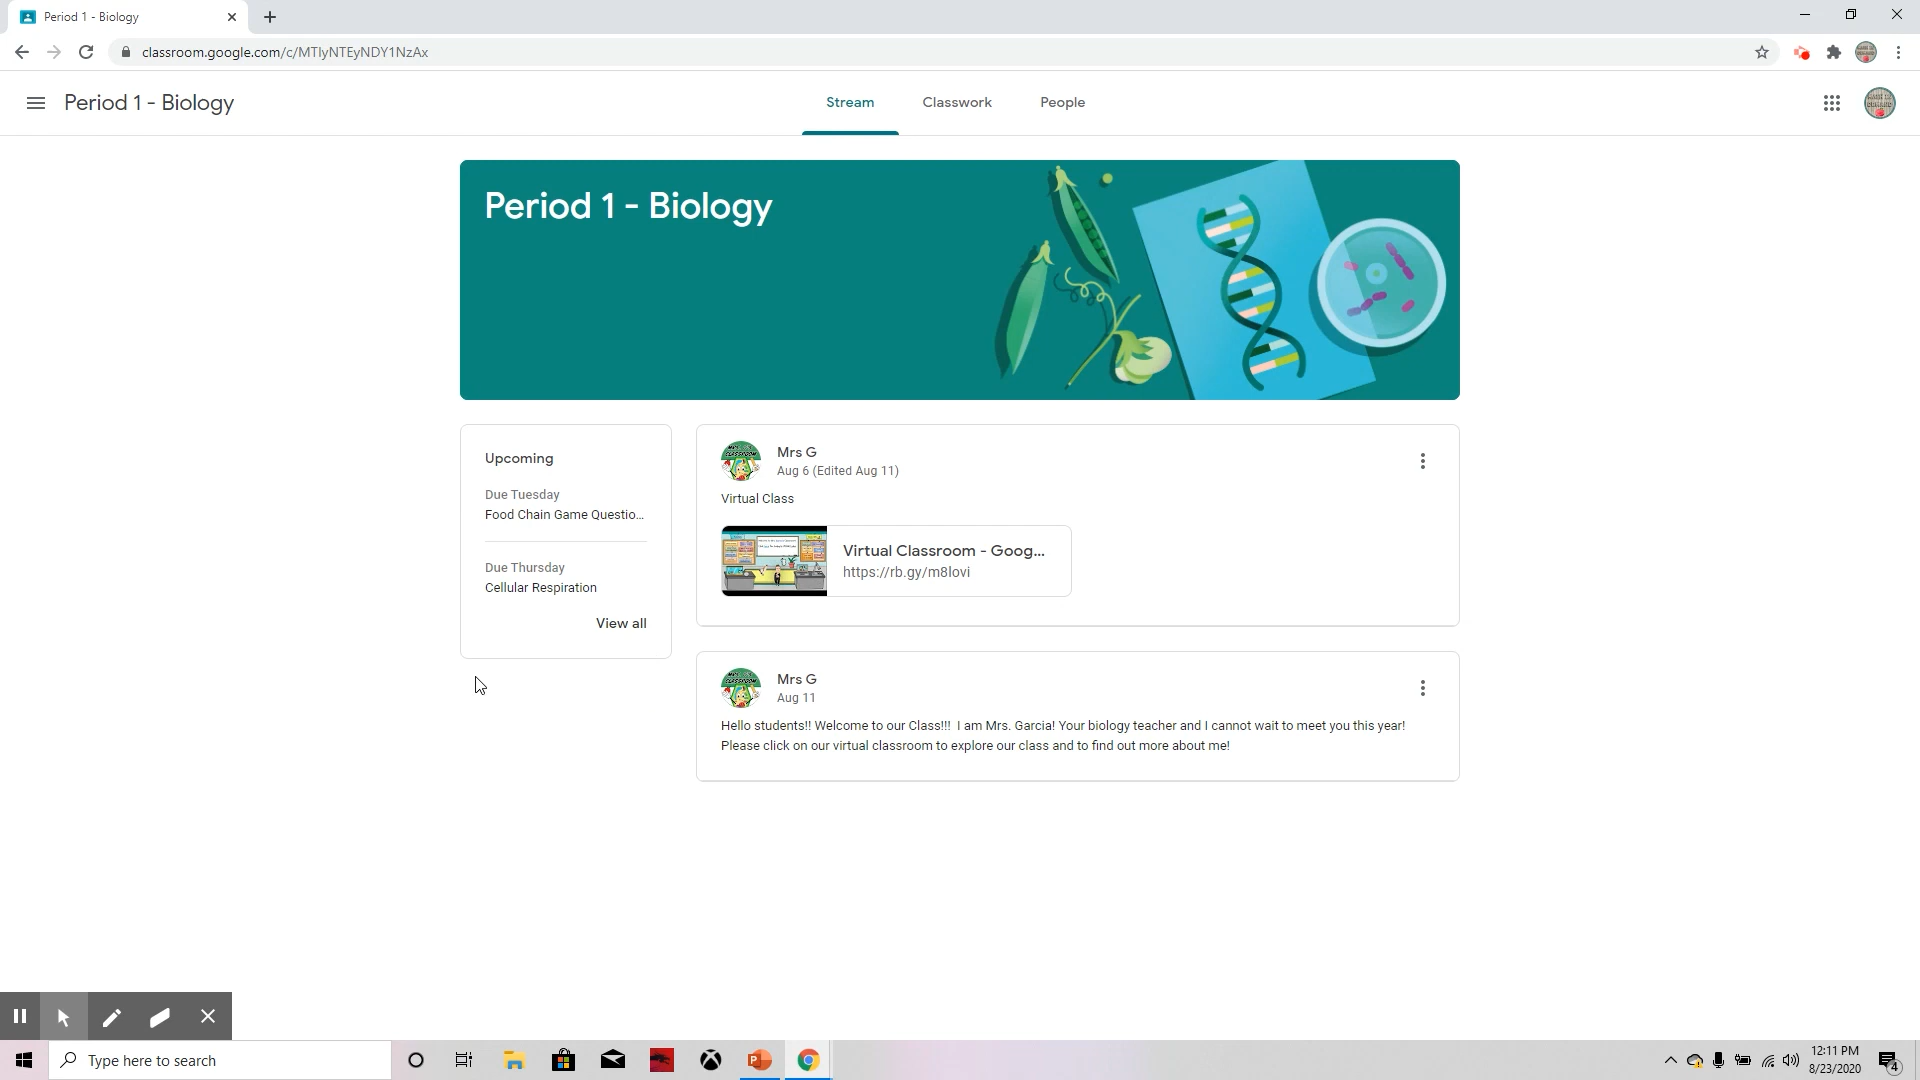 Period 1 - Biology
classroom.google.com/c/MTIyNTEyNDY1NzAx
Period 1 - Biology
Stream
Classwork
People
Period 1 - Biology
Upcoming
Due Tuesday
Food Chain Game Questio...
Due Thursday
Cellular Respiration
View all
Mrs G
Aug 6 (Edited Aug 11)
Virtual Class
Virtual Classroom - Goog...
https://rb.gy/m8lovi
Mrs G
Aug 11
Hello students!! Welcome to our Class!!! I am Mrs. Garcia! Your biology teacher and I cannot wait to meet you this year!
Please click on our virtual classroom to explore our class and to find out more about me!
Type here to search
12:11 PM
8/23/2020
4